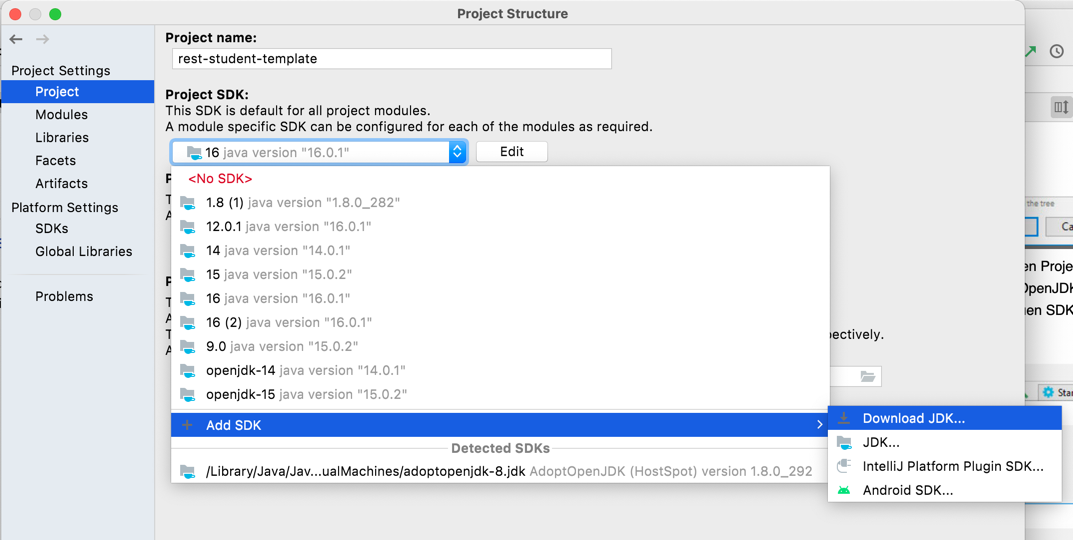 Project Structure
Project name:
rest-student-template
Project Settings
Project
Modules
Libraries
Facets
Artifacts
Platform Settings
SDKs
Global Libraries
Problems
Project SDK:
This SDK is default for all project modules.
A module specific SDK can be configured for each of the modules as required.
16 java version "16.0.1"
Edit
<No SDK>
1.8 (1) java version "1.8.0_282"
12.0.1 java version "16.0.1"
14 java version "14.0.1"
15 java version "15.0.2"
16 java version "16.0.1"
16 (2) java version "16.0.1"
9.0 java version "15.0.2"
openjdk-14 java version "14.0.1"
openjdk-15 java version "15.0.2"
Add SDK
Detected SDKs
/Library/Java/Jav...ualMachines/adoptopenjdk-8.jdk AdoptOpenJDK (HostSpot) version 1.8.0_292
Download JDK...
JDK...
IntelliJ Platform Plugin SDK...
Android SDK...
pectively.
the tree
Ca
en Proje
OpenJDK
uen SDK
Star